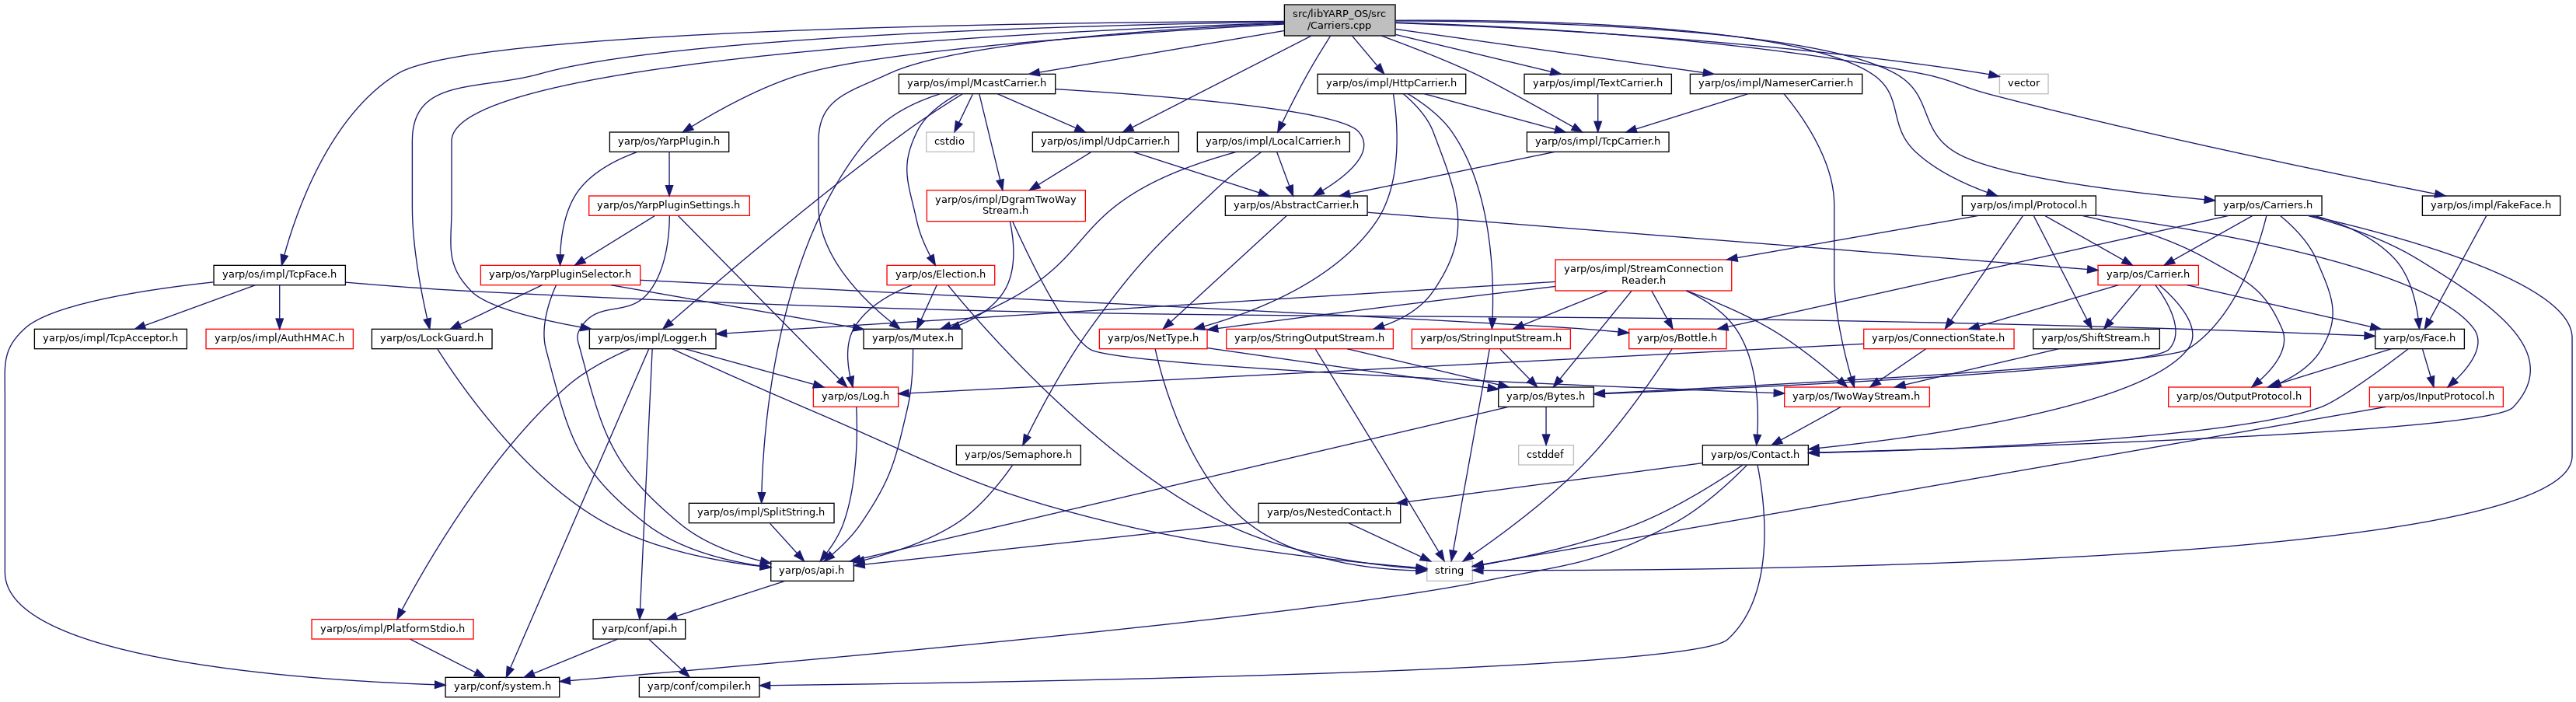 src/libYARP_OS/src
/Carriers.cpp
yarp/os/impl/McastCarrier.h
yarp/os/impl/HttpCarrier.h
yarp/os/impl/TextCarrier.h
yarp/os/impl/NameserCarrier.h
vector
yarp/os/YarpPlugin.h
cstdio
yarp/os/impl/UdpCarrier.h
yarp/os/impl/LocalCarrier.h
yarp/os/impl/TcpCarrier.h
yarp/os/YarpPluginSettings.h
yarp/os/impl/DgramTwoWay
Stream.h
yarp/os/AbstractCarrier.h
yarp/os/impl/Protocol.h
yarp/os/Carriers.h
yarp/os/impl/FakeFace.h
yarp/os/impl/TcpFace.h
yarp/os/YarpPluginSelector.h
yarp/os/Election.h
yarp/os/impl/StreamConnection
Reader.h
yarp/os/Carrier.h
yarp/os/impl/TcpAcceptor.h
yarp/os/impl/AuthHMAC.h
yarp/os/LockGuard.h
yarp/os/impl/Logger.h
yarp/os/Mutex.h
yarp/os/NetType.h
yarp/os/StringOutputStream.h
yarp/os/StringInputStream.h
yarp/os/Bottle.h
yarp/os/ConnectionState.h
yarp/os/ShiftStream.h
yarp/os/Face.h
yarp/os/Log.h
yarp/os/Bytes.h
yarp/os/TwoWayStream.h
yarp/os/OutputProtocol.h
yarp/os/InputProtocol.h
yarp/os/Semaphore.h
cstddef
yarp/os/Contact.h
yarp/os/impl/SplitString.h
yarp/os/NestedContact.h
yarp/os/api.h
string
yarp/os/impl/PlatformStdio.h
yarp/conf/api.h
yarp/conf/system.h
yarp/conf/compiler.h